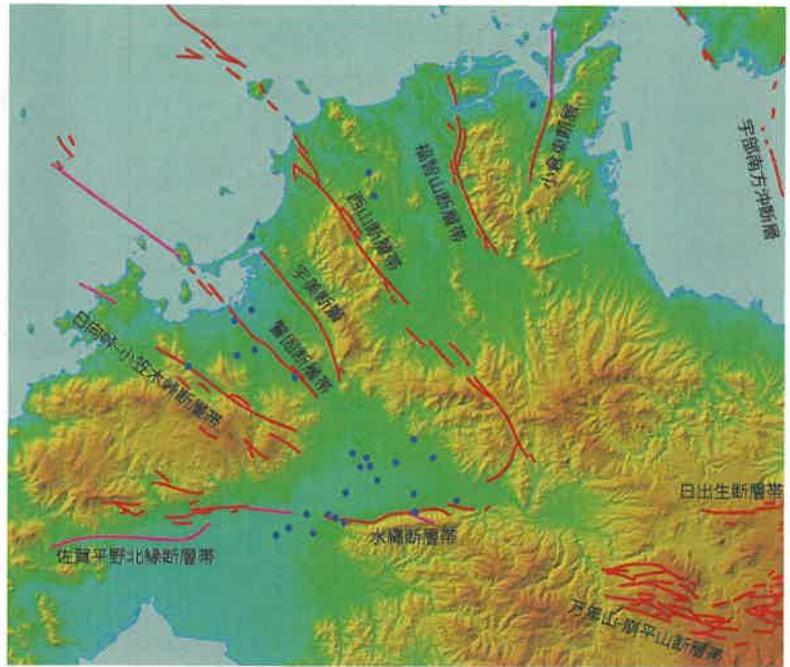 宇部南方沖断層
小倉東断層
福智山断層帯
西山断層帯
宇美断層
警固断層帯
日向峠-小笠木峠断層帯
日出生断層帯
水縄断層帯
佐賀平野北縁断層帯
万年山-崩平山断層帯